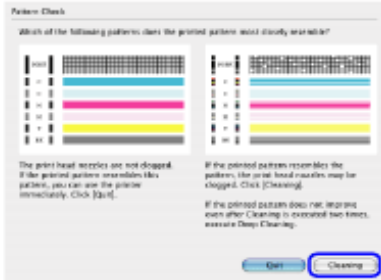 Pattern Check
Which of the following patterns does the printed pattern most closely resemble?
The print head nozzles are not clogged.
If the printed pattern resembles this
pattern, you can use the printer
immediately. Click [Quit].
If the printed pattern resembles the
pattern, the print head nozzles may be
clogged. Click [Cleaning].
If the printed pattern does not improve
even after Cleaning is executed two times,
execute Deep Cleaning.
Quit
Cleaning